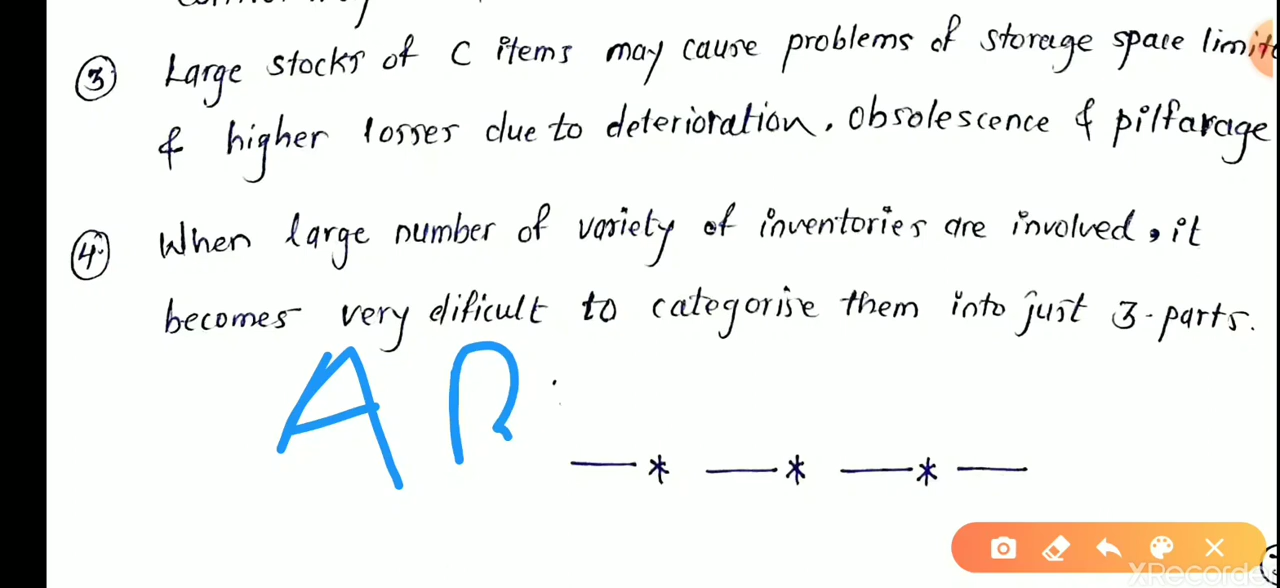 ③ Large stocks of C items may cause problems of storage space limit
& higher losses due to deterioration, obsolescence & pilfarage
④ When large number of variety of inventories are involved, it
becomes very dificult to categorise them into just 3-parts.
A
—*—*—*—
XRecorder